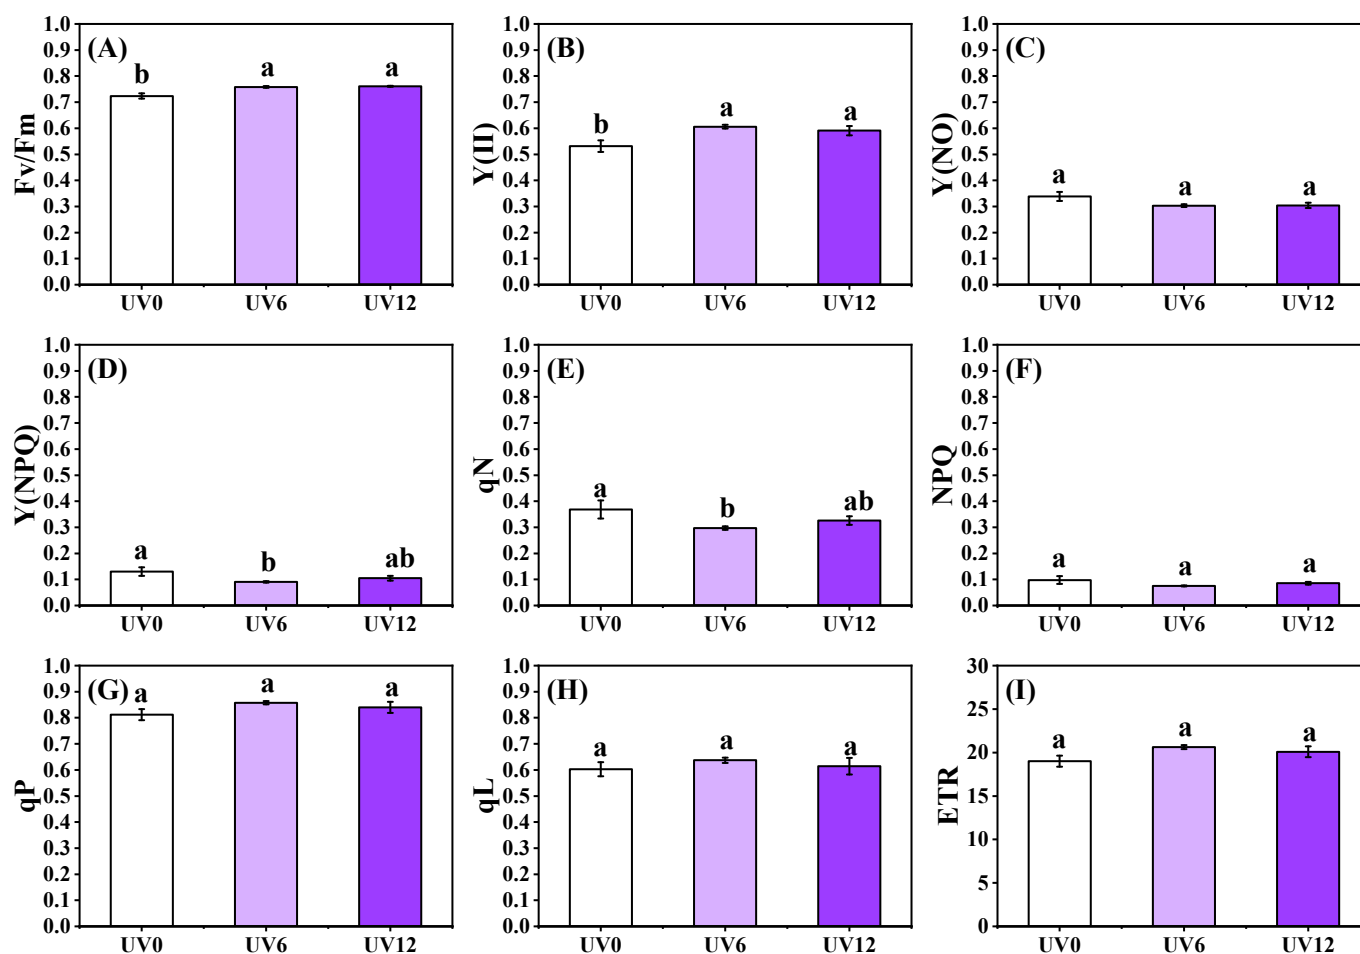 (A)
Fv/Fm
1.0
0.9
0.8
0.7
0.6
0.5
0.4
0.3
0.2
0.1
0.0
b
a
a
UV0 UV6 UV12
(B)
Y(II)
1.0
0.9
0.8
0.7
0.6
0.5
0.4
0.3
0.2
0.1
0.0
b
a
a
UV0 UV6 UV12
(C)
Y(NO)
1.0
0.9
0.8
0.7
0.6
0.5
0.4
0.3
0.2
0.1
0.0
a
a
a
UV0 UV6 UV12
(D)
Y(NPQ)
1.0
0.9
0.8
0.7
0.6
0.5
0.4
0.3
0.2
0.1
0.0
a
b
ab
UV0 UV6 UV12
(E)
qN
1.0
0.9
0.8
0.7
0.6
0.5
0.4
0.3
0.2
0.1
0.0
a
b
ab
UV0 UV6 UV12
(F)
NPQ
1.0
0.9
0.8
0.7
0.6
0.5
0.4
0.3
0.2
0.1
0.0
a
a
a
UV0 UV6 UV12
(G)
qP
1.0
0.9
0.8
0.7
0.6
0.5
0.4
0.3
0.2
0.1
0.0
a
a
a
UV0 UV6 UV12
(H)
qL
1.0
0.9
0.8
0.7
0.6
0.5
0.4
0.3
0.2
0.1
0.0
a
a
a
UV0 UV6 UV12
(I)
ETR
30
25
20
15
10
5
0
a
a
a
UV0 UV6 UV12